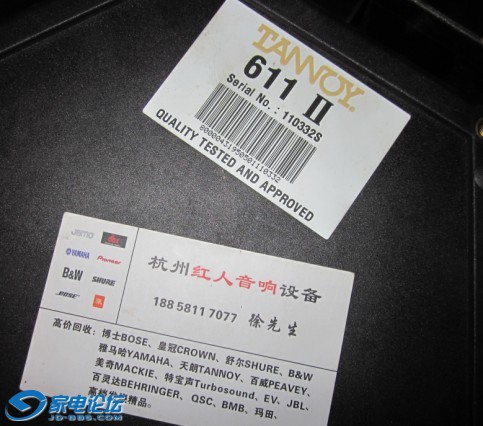 TANNOY
611 II
Serial No.: 110332S
00000431950501110332
QUALITY TESTED AND APPROVED
JAMO
YAMAHA
Pioneer
B&W
SHURE
BOSE
JBL
杭州红人音响设备
188 5811 7077 徐先生
高价回收：博士BOSE、皇冠CROWN、舒尔SHURE、B&W
雅马哈YAMAHA、天朗TANNOY、百威PEAVEY、
美奇MACKIE、特宝声Turbosound、EV、JBL、
百灵达BEHRINGER、QSC、BMB、玛田、
精品。
家电论坛
JD-BBS.COM